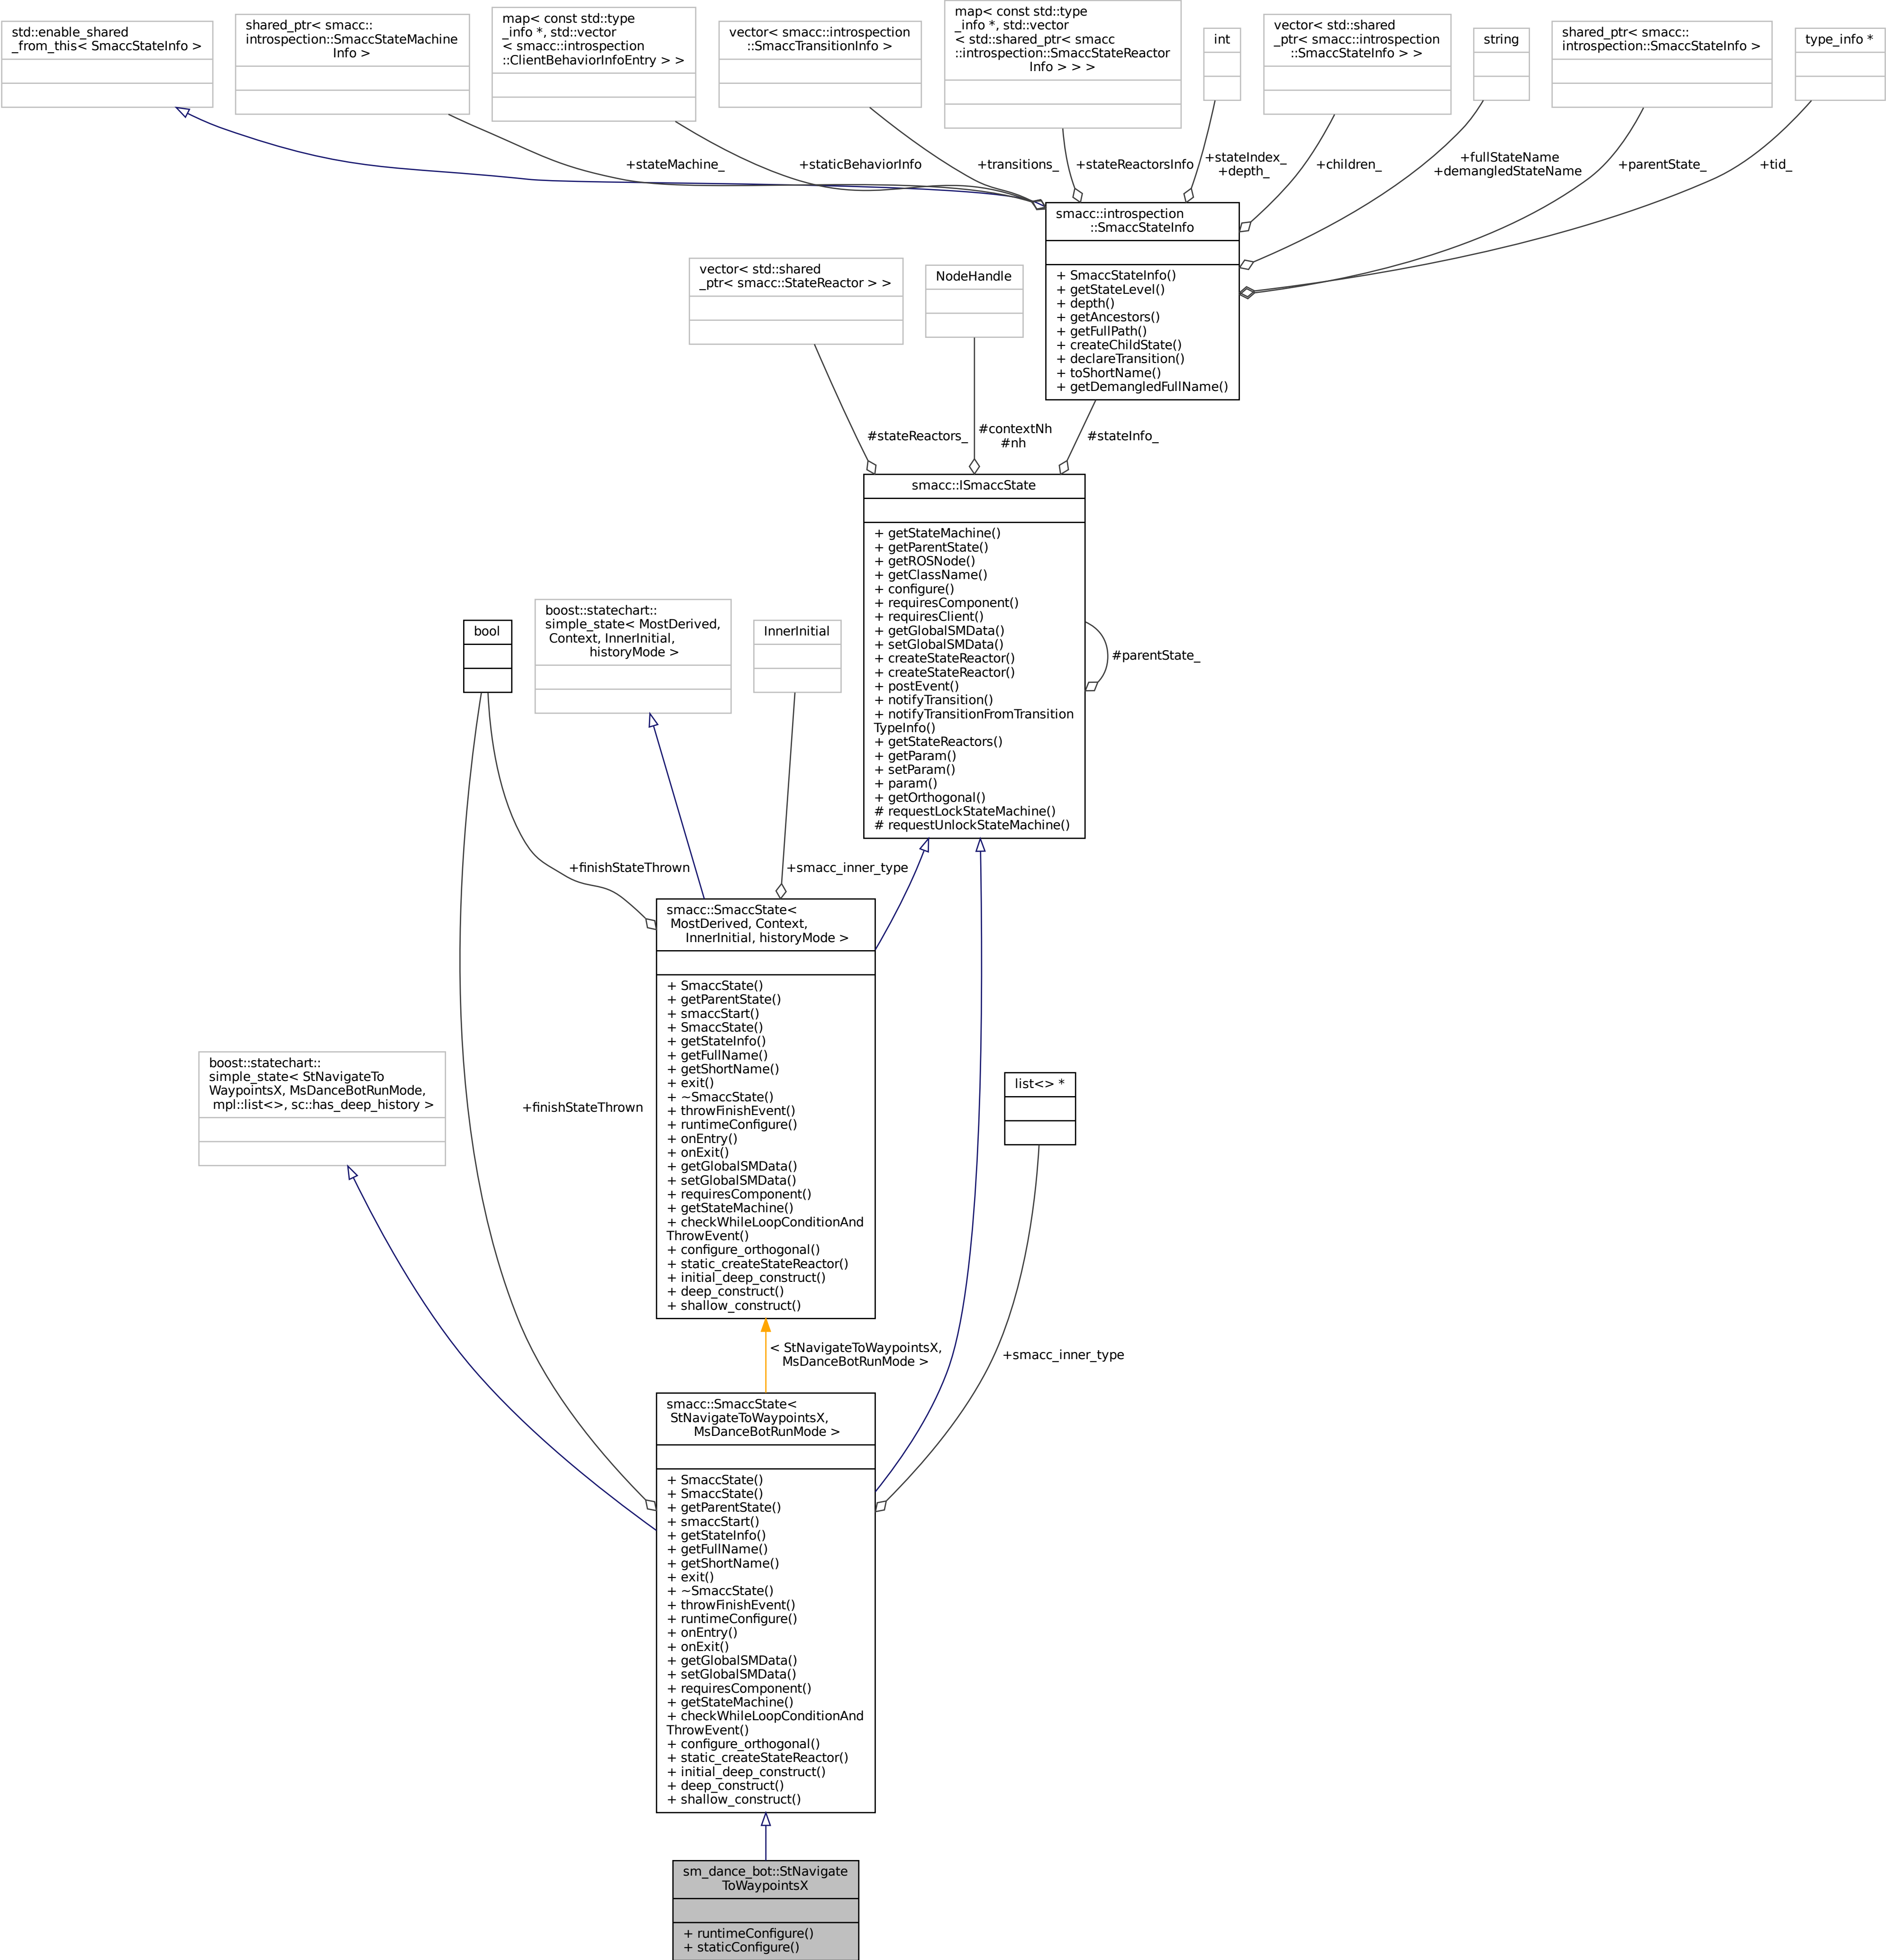 std::enable_shared
_from_this< SmaccStateInfo >
shared_ptr< smacc::
introspection::SmaccStateMachine
Info >
map< const std::type
_info *, std::vector
< smacc::introspection
::ClientBehaviorInfoEntry > >
vector< smacc::introspection
::SmaccTransitionInfo >
map< const std::type
_info *, std::vector
< std::shared_ptr< smacc
::introspection::SmaccStateReactor
Info > > >
int
vector< std::shared
_ptr< smacc::introspection
::SmaccStateInfo > >
string
shared_ptr< smacc::
introspection::SmaccStateInfo >
type_info *
+stateMachine_
+staticBehaviorInfo
+transitions_
+stateReactorsInfo
+stateIndex_
+depth_
+children_
+fullStateName
+demangledStateName
+parentState_
+tid_
smacc::introspection
::SmaccStateInfo
+ SmaccStateInfo()
+ getStateLevel()
+ depth()
+ getAncestors()
+ getFullPath()
+ createChildState()
+ declareTransition()
+ toShortName()
+ getDemangledFullName()
vector< std::shared
_ptr< smacc::StateReactor > >
NodeHandle
#stateReactors_
#contextNh
#nh
#stateInfo_
smacc::ISmaccState
+ getStateMachine()
+ getParentState()
+ getROSNode()
+ getClassName()
+ configure()
+ requiresComponent()
+ requiresClient()
+ getGlobalSMData()
+ setGlobalSMData()
+ createStateReactor()
+ createStateReactor()
+ postEvent()
+ notifyTransition()
+ notifyTransitionFromTransition
TypeInfo()
+ getStateReactors()
+ getParam()
+ setParam()
+ param()
+ getOrthogonal()
# requestLockStateMachine()
# requestUnlockStateMachine()
#parentState_
bool
boost::statechart::
simple_state< MostDerived,
Context, InnerInitial,
historyMode >
InnerInitial
+finishStateThrown
+smacc_inner_type
smacc::SmaccState<
MostDerived, Context,
InnerInitial, historyMode >
+ SmaccState()
+ getParentState()
+ smaccStart()
+ SmaccState()
+ getStateInfo()
+ getFullName()
+ getShortName()
+ exit()
+ ~SmaccState()
+ throwFinishEvent()
+ runtimeConfigure()
+ onEntry()
+ onExit()
+ getGlobalSMData()
+ setGlobalSMData()
+ requiresComponent()
+ getStateMachine()
+ checkWhileLoopConditionAnd
ThrowEvent()
+ configure_orthogonal()
+ static_createStateReactor()
+ initial_deep_construct()
+ deep_construct()
+ shallow_construct()
boost::statechart::
simple_state< StNavigateTo
WaypointsX, MsDanceBotRunMode,
mpl::list<>, sc::has_deep_history >
+finishStateThrown
list<> *
< StNavigateToWaypointsX,
MsDanceBotRunMode >
+smacc_inner_type
smacc::SmaccState<
StNavigateToWaypointsX,
MsDanceBotRunMode >
+ SmaccState()
+ SmaccState()
+ getParentState()
+ smaccStart()
+ getStateInfo()
+ getFullName()
+ getShortName()
+ exit()
+ ~SmaccState()
+ throwFinishEvent()
+ runtimeConfigure()
+ onEntry()
+ onExit()
+ getGlobalSMData()
+ setGlobalSMData()
+ requiresComponent()
+ getStateMachine()
+ checkWhileLoopConditionAnd
ThrowEvent()
+ configure_orthogonal()
+ static_createStateReactor()
+ initial_deep_construct()
+ deep_construct()
+ shallow_construct()
sm_dance_bot::StNavigate
ToWaypointsX
+ runtimeConfigure()
+ staticConfigure()